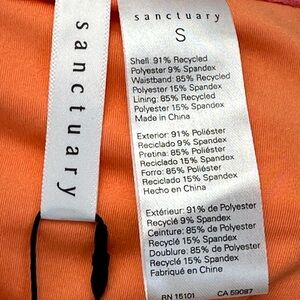 sanctuary
sanctuary
S
Shell: 91% Recycled
Polyester 9% Spandex
Waistband: 85% Recycled
Polyester 15% Spandex
Lining: 85% Recycled
Polyester 15% Spandex
Made in China
Exterior: 91% Poliéster
Reciclado 9% Spandex
Pretina: 85% Poliéster
Reciclado 15% Spandex
Forro: 85% Poliéster
Reciclado 15% Spandex
Hecho en China
Extérieur: 91% de Polyester
Recyclé 9% Spandex
Ceinture: 85% de Polyester
Recyclé 15% Spandex
Doublure: 85% de Polyester
Recyclé 15% Spandex
Fabriqué en Chine
RN 15101 CA 59087